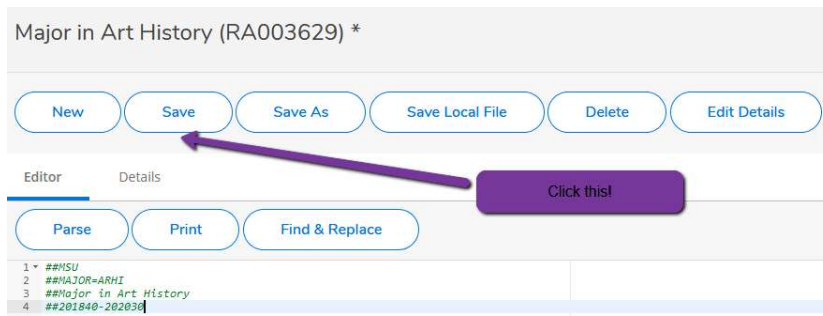 Major in Art History (RA003629) *
New Save Save As Save Local File Delete Edit Details
Editor Details
Click this!
Parse Print Find & Replace
1 ##MSU
2 ##MAJOR=ARHI
3 ##Major in Art History
4 ##201840-202030